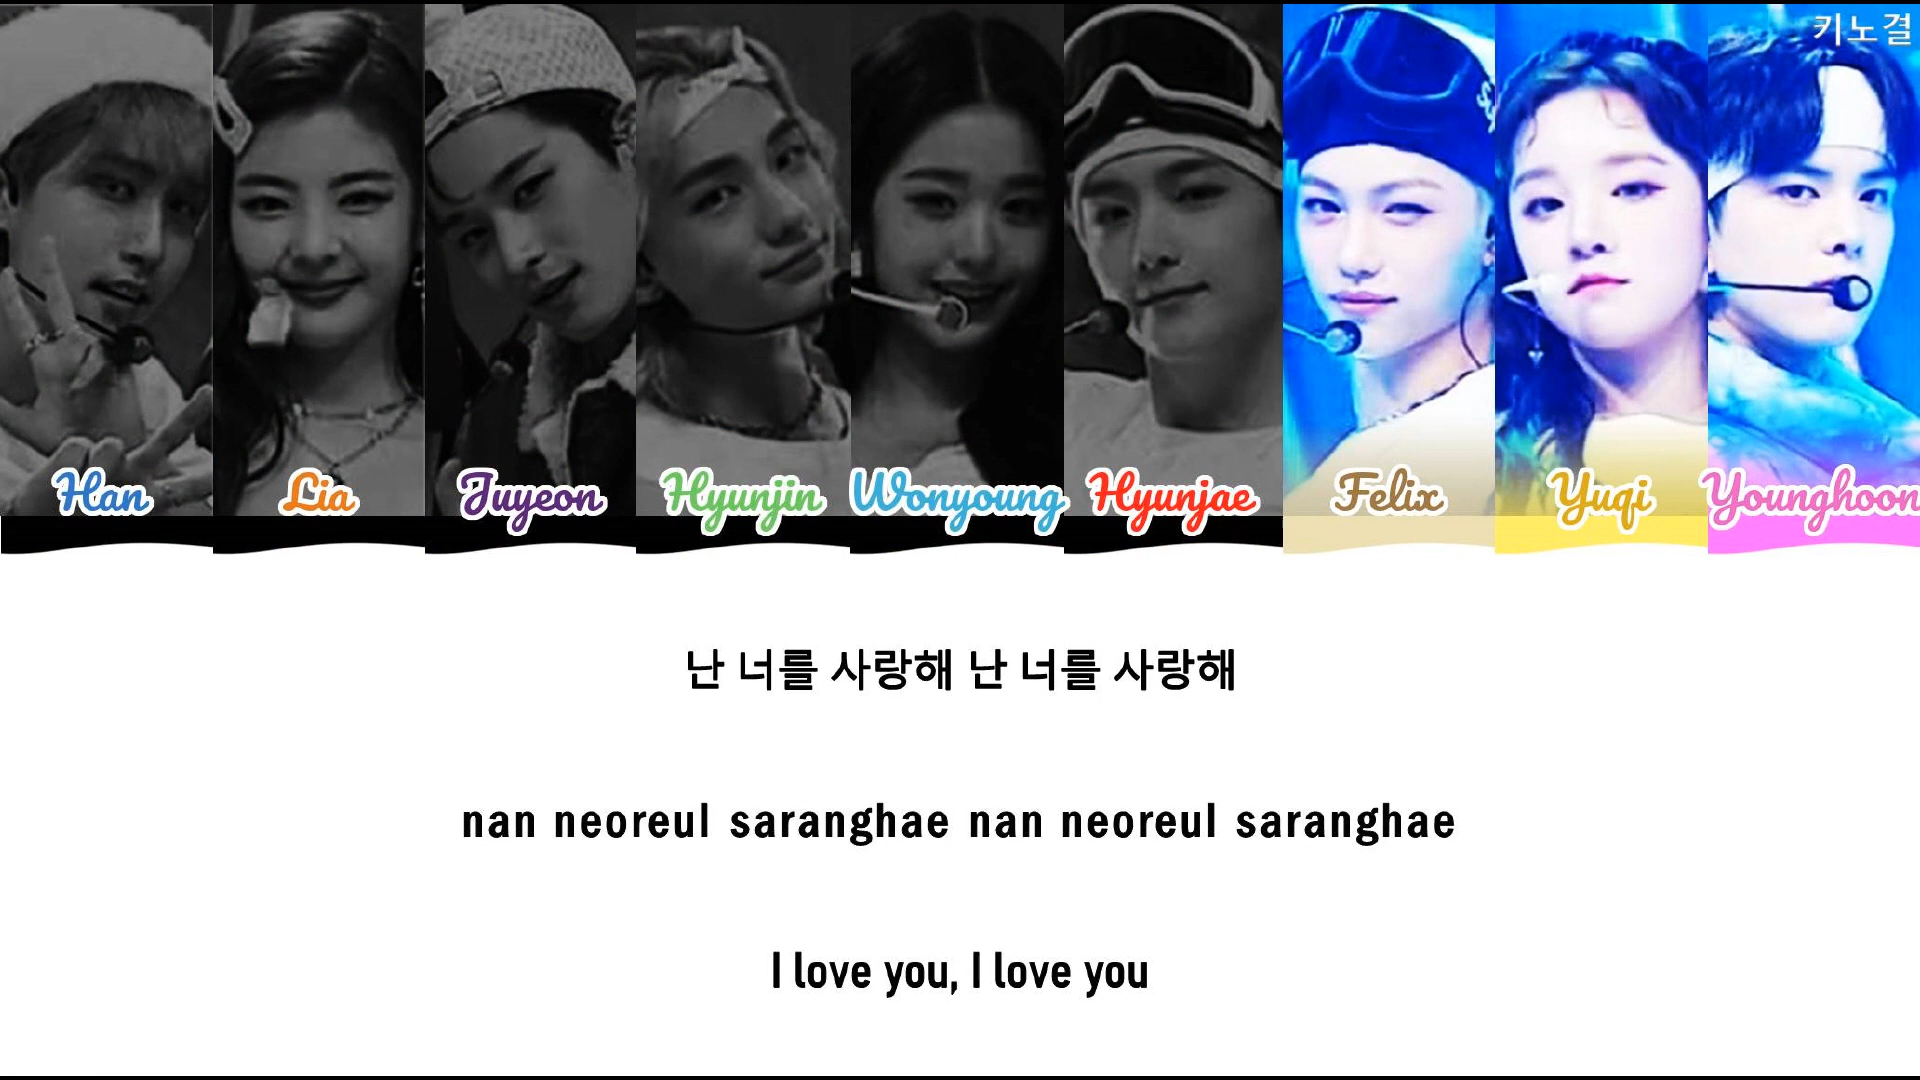 키노결
Han Lia Juyeon Hyunjin Wonyoung Hyunjae Felix Yuqi Younghoon
난 너를 사랑해 난 너를 사랑해
nan neoreul saranghae nan neoreul saranghae
I love you, I love you